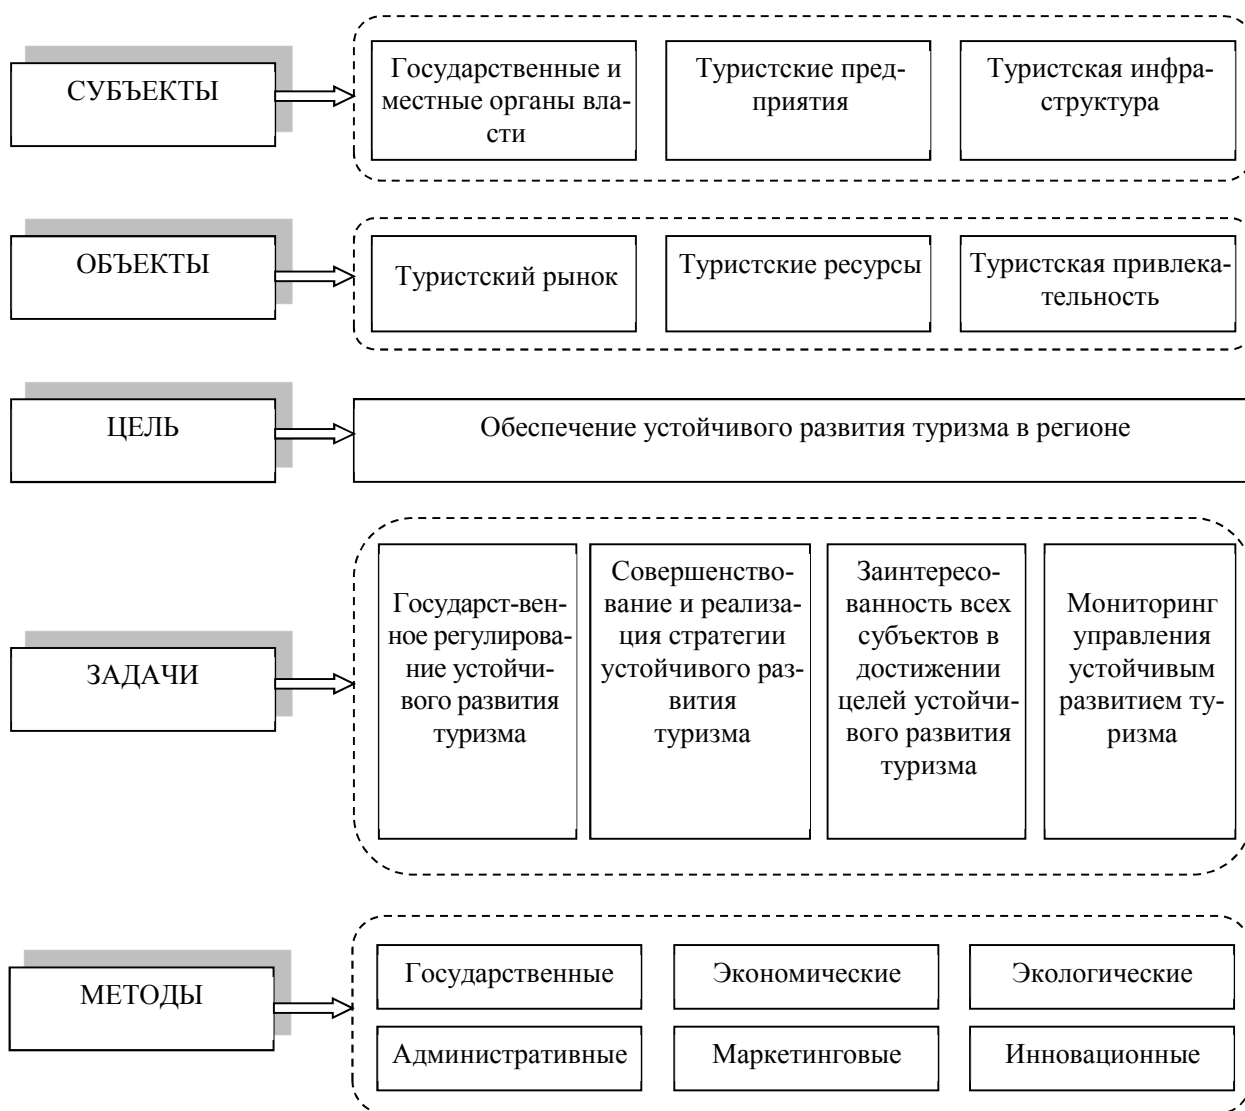 СУБЪЕКТЫ
Государственные и
местные органы вла-
сти
Туристские пред-
приятия
Туристская инфра-
структура
ОБЪЕКТЫ
Туристский рынок
Туристские ресурсы
Туристская привлека-
тельность
ЦЕЛЬ
Обеспечение устойчивого развития туризма в регионе
ЗАДАЧИ
Государст-вен-
ное регулирова-
ние устойчи-
вого развития
туризма
Совершенство-
вание и реализа-
ция стратегии
устойчивого раз-
вития
туризма
Заинтересо-
ванность всех
субъектов в
достижении
целей устойчи-
вого развития
туризма
Мониторинг
управления
устойчивым
развитием ту-
ризма
МЕТОДЫ
Государственные
Экономические
Экологические
Административные
Маркетинговые
Инновационные